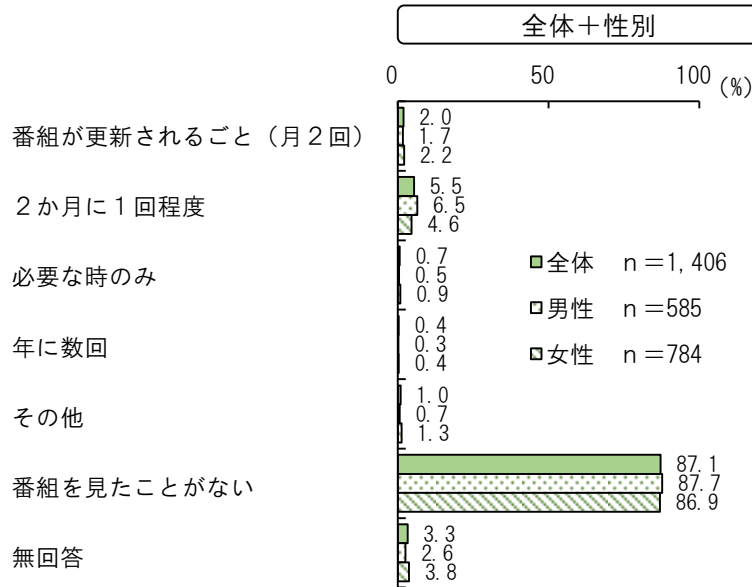 全体＋性別
0 50 100 (%)
番組が更新されるごと（月２回）
2.0
1.7
2.2
２か月に１回程度
5.5
6.5
4.6
必要な時のみ
0.7
0.5
0.9
年に数回
0.4
0.3
0.4
その他
1.0
0.7
1.3
番組を見たことがない
87.1
87.7
86.9
無回答
3.3
2.6
3.8
全体 ｎ＝1,406
男性 ｎ＝585
女性 ｎ＝784